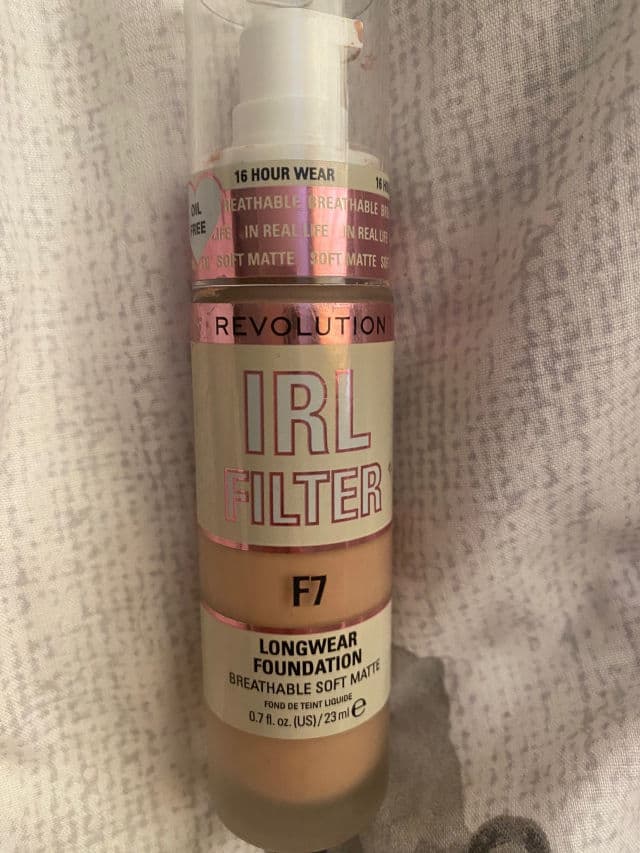 16 HOUR WEAR
OIL
FREE
BREATHABLE
IN REAL LIFE IN REAL LIFE
SOFT MATTE SOFT MATTE
REVOLUTION
IRL
FILTER
F7
LONGWEAR
FOUNDATION
BREATHABLE SOFT MATTE
FOND DE TEINT LIQUIDE
0.7 fl. oz. (US)/23 ml e